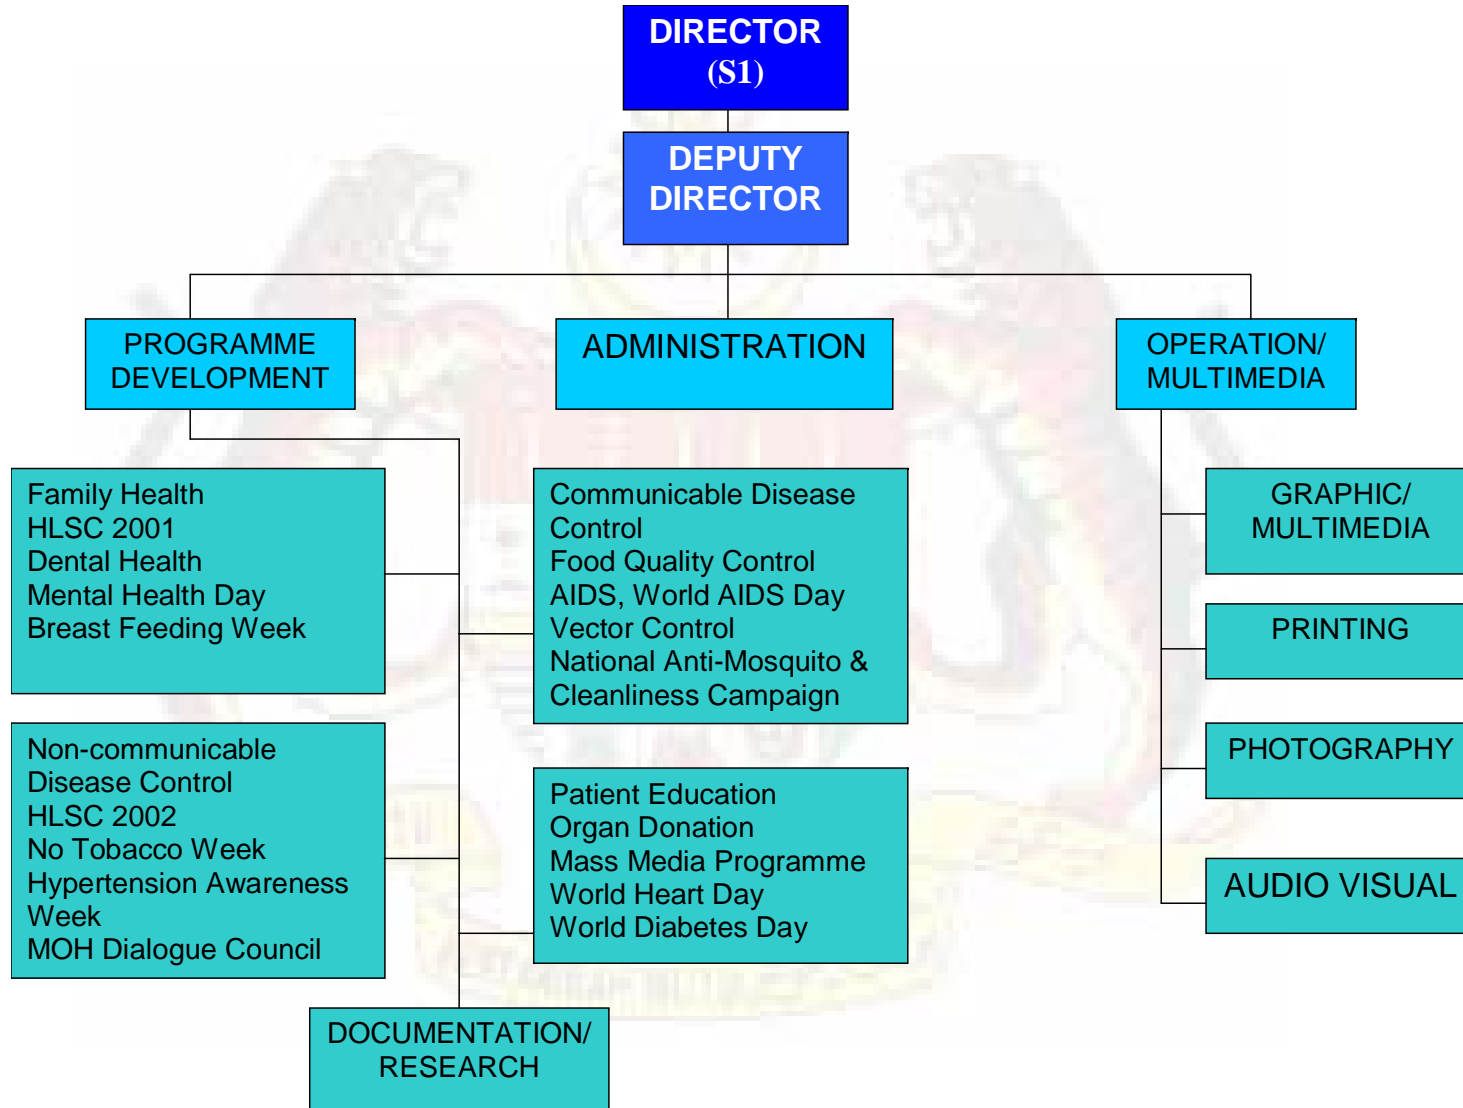 DIRECTOR
(S1)
DEPUTY
DIRECTOR
PROGRAMME
DEVELOPMENT
ADMINISTRATION
OPERATION/
MULTIMEDIA
Family Health
HLSC 2001
Dental Health
Mental Health Day
Breast Feeding Week
Communicable Disease
Control
Food Quality Control
AIDS, World AIDS Day
Vector Control
National Anti-Mosquito &
Cleanliness Campaign
GRAPHIC/
MULTIMEDIA
PRINTING
Non-communicable
Disease Control
HLSC 2002
No Tobacco Week
Hypertension Awareness
Week
MOH Dialogue Council
Patient Education
Organ Donation
Mass Media Programme
World Heart Day
World Diabetes Day
PHOTOGRAPHY
AUDIO VISUAL
DOCUMENTATION/
RESEARCH